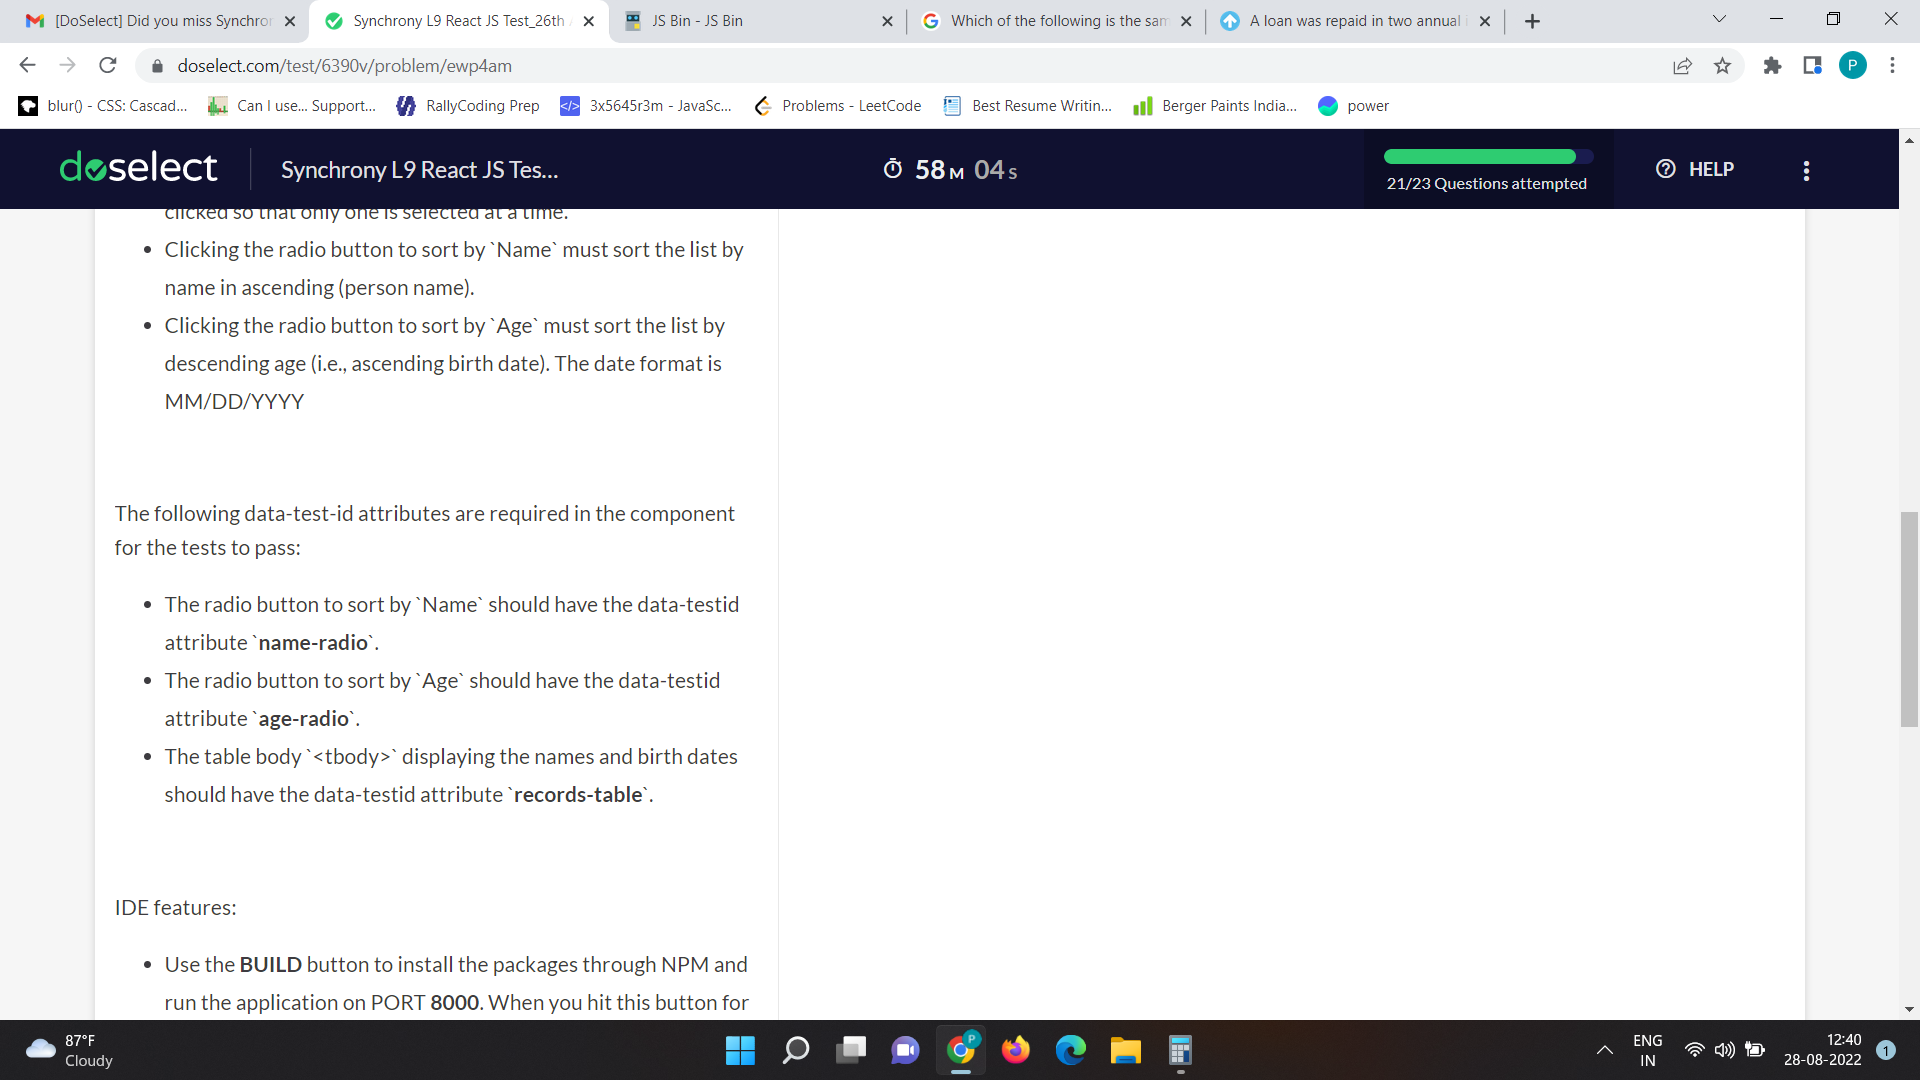 [DoSelect] Did you miss Synchror
Synchrony L9 React JS Test_26th
JS Bin - JS Bin
Which of the following is the sam
A loan was repaid in two annual i
doselect.com/test/6390v/problem/ewp4am
P
blur() - CSS: Cascad...
Can I use... Support...
RallyCoding Prep
3x5645r3m - JavaSc...
Problems - LeetCode
Best Resume Writin...
Berger Paints India...
power
doselect
Synchrony L9 React JS Tes...
58 M 04 S
21/23 Questions attempted
HELP
clicked so that only one is selected at a time.
• Clicking the radio button to sort by `Name` must sort the list by
name in ascending (person name).
• Clicking the radio button to sort by `Age` must sort the list by
descending age (i.e., ascending birth date). The date format is
MM/DD/YYYY
The following data-test-id attributes are required in the component
for the tests to pass:
• The radio button to sort by `Name` should have the data-testid
attribute `name-radio`.
• The radio button to sort by `Age` should have the data-testid
attribute `age-radio`.
• The table body `<tbody>` displaying the names and birth dates
should have the data-testid attribute `records-table`.
IDE features:
• Use the BUILD button to install the packages through NPM and
run the application on PORT 8000. When you hit this button for
87°F
Cloudy
P
ENG
IN
12:40
28-08-2022
1